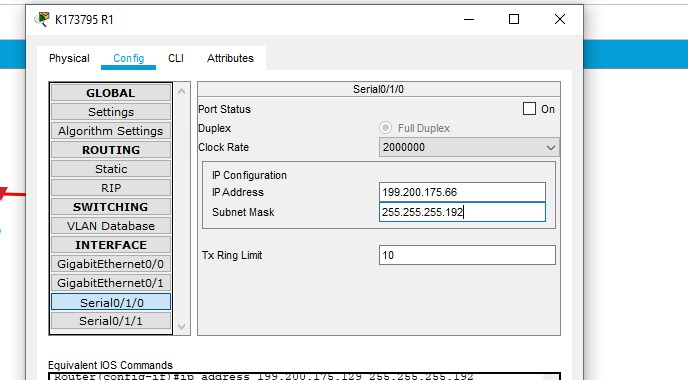 K173795 R1
Physical Config CLI Attributes
GLOBAL
Settings
Algorithm Settings
ROUTING
Static
RIP
SWITCHING
VLAN Database
INTERFACE
GigabitEthernet0/0
GigabitEthernet0/1
Serial0/1/0
Serial0/1/1
Serial0/1/0
Port Status On
Duplex Full Duplex
Clock Rate 2000000
IP Configuration
IP Address 199.200.175.66
Subnet Mask 255.255.255.192
Tx Ring Limit 10
Equivalent IOS Commands
Router(config-if)#ip address 199.200.175.129 255.255.255.192